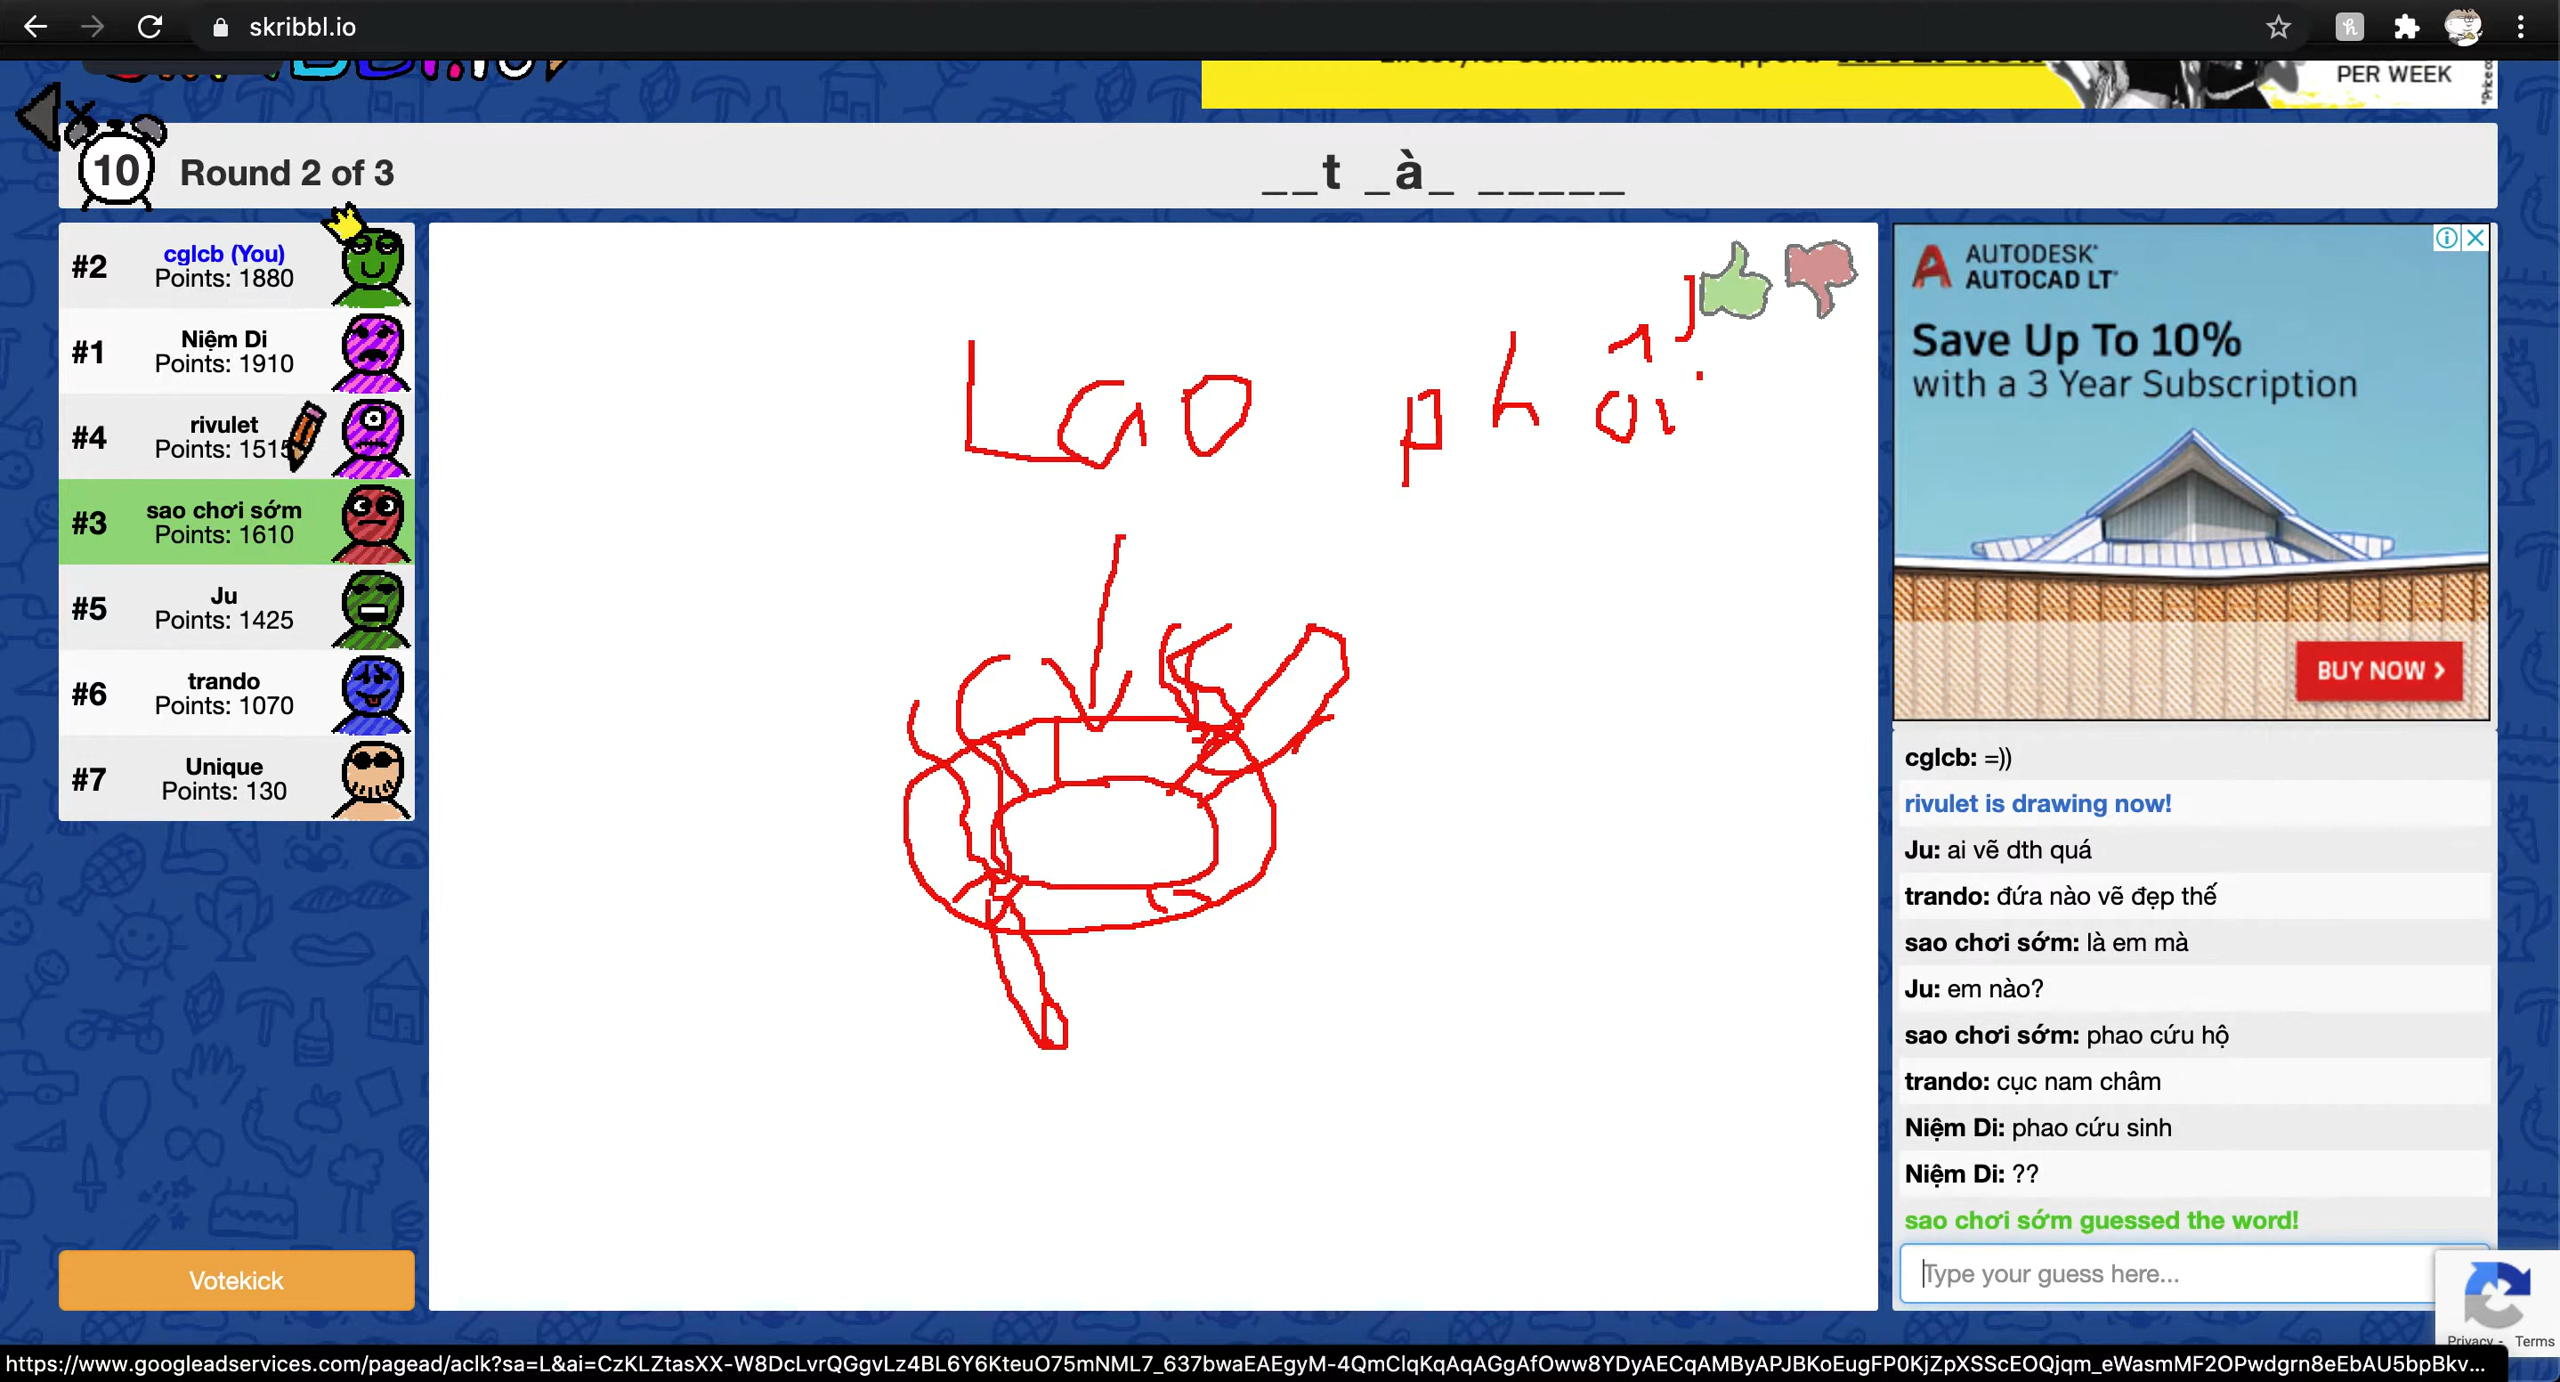 skribbl.io
PER WEEK
10
Round 2 of 3
__t _à_ _____
#2
cglcb (You)
Points: 1880
#1
Niệm Di
Points: 1910
#4
rivulet
Points: 1515
#3
sao chơi sớm
Points: 1610
#5
Ju
Points: 1425
#6
trando
Points: 1070
#7
Unique
Points: 130
Votekick
Lao phổi
AUTODESK®
AUTOCAD LT®
Save Up To 10%
with a 3 Year Subscription
BUY NOW >
cglcb: =))
rivulet is drawing now!
Ju: ai vẽ dth quá
trando: đứa nào vẽ đẹp thế
sao chơi sớm: là em mà
Ju: em nào?
sao chơi sớm: phao cứu hộ
trando: cục nam châm
Niệm Di: phao cứu sinh
Niệm Di: ??
sao chơi sớm guessed the word!
Type your guess here...
Privacy - Terms
https://www.googleadservices.com/pagead/aclk?sa=L&ai=CzKLZtasXX-W8DcLvrQGgvLz4BL6Y6KteuO75mNML7_637bwaEAEgyM-4QmClqKqAqAGgAfOww8YDyAECqAMByAPJBKoEugFP0KjZpXSScEOQjqm_eWasmMF2OPwdgrn8eEbAU5bpBkv...